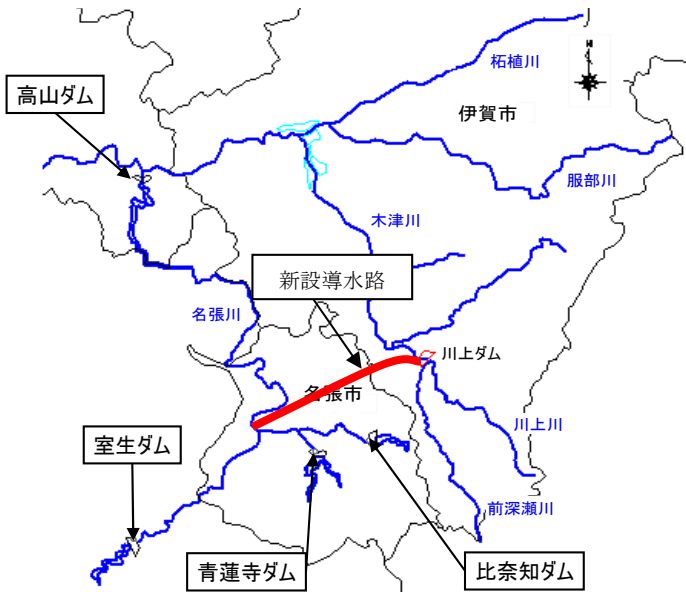 柘植川
N
高山ダム
伊賀市
服部川
木津川
新設導水路
名張川
川上ダム
名張市
川上川
室生ダム
前深瀬川
青蓮寺ダム
比奈知ダム